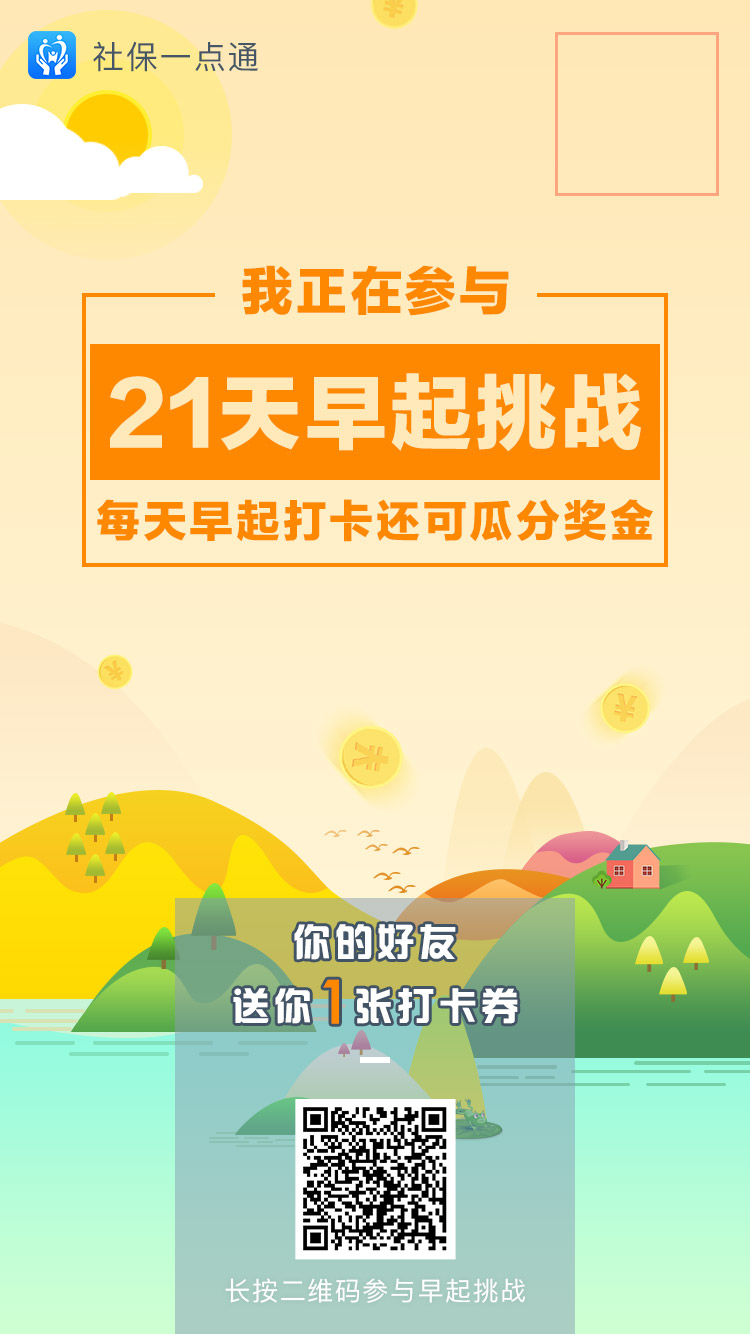 社保一点通
我正在参与
21天早起挑战
每天早起打卡还可瓜分奖金
你的好友
送你1张打卡券
长按二维码参与早起挑战